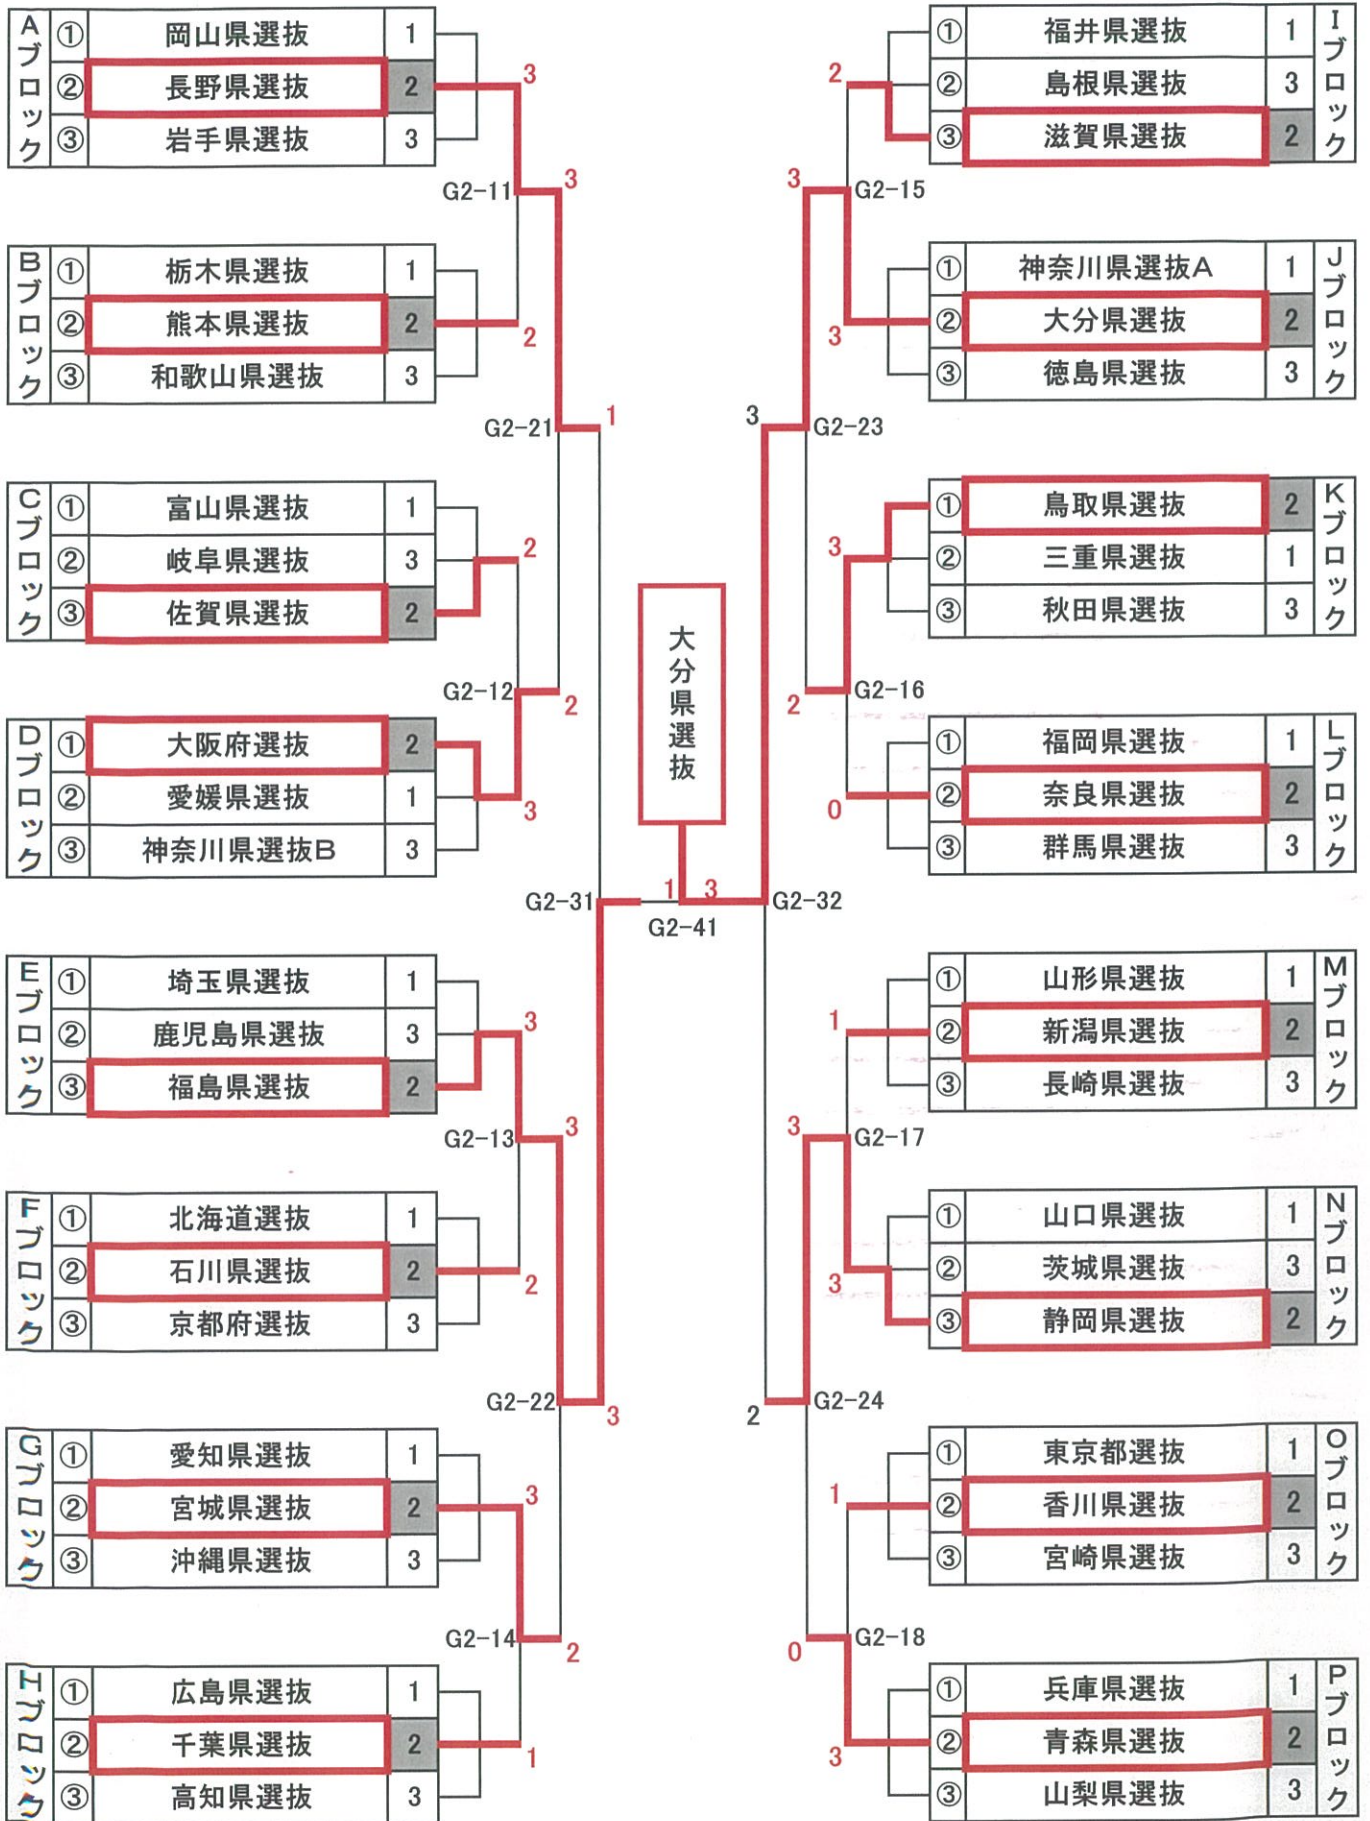 Aブロック
① 岡山県選抜 1
② 長野県選抜 2
③ 岩手県選抜 3
3
G2-11
3
Bブロック
① 栃木県選抜 1
② 熊本県選抜 2
③ 和歌山県選抜 3
2
G2-21
1
Cブロック
① 富山県選抜 1
② 岐阜県選抜 3
③ 佐賀県選抜 2
2
G2-12
2
Dブロック
① 大阪府選抜 2
② 愛媛県選抜 1
③ 神奈川県選抜B 3
3
G2-31
Eブロック
① 埼玉県選抜 1
② 鹿児島県選抜 3
③ 福島県選抜 2
3
G2-13
3
Fブロック
① 北海道選抜 1
② 石川県選抜 2
③ 京都府選抜 3
2
G2-22
3
Gブロック
① 愛知県選抜 1
② 宮城県選抜 2
③ 沖縄県選抜 3
3
G2-14
2
Hブロック
① 広島県選抜 1
② 千葉県選抜 2
③ 高知県選抜 3
1
大分県選抜
1 3
G2-41
Iブロック
① 福井県選抜 1
② 島根県選抜 3
③ 滋賀県選抜 2
2
3
G2-15
Jブロック
① 神奈川県選抜A 1
② 大分県選抜 2
③ 徳島県選抜 3
3
3
G2-23
Kブロック
① 鳥取県選抜 2
② 三重県選抜 1
③ 秋田県選抜 3
3
2
G2-16
Lブロック
① 福岡県選抜 1
② 奈良県選抜 2
③ 群馬県選抜 3
0
G2-32
Mブロック
① 山形県選抜 1
② 新潟県選抜 2
③ 長崎県選抜 3
1
3
G2-17
Nブロック
① 山口県選抜 1
② 茨城県選抜 3
③ 静岡県選抜 2
3
2
G2-24
Oブロック
① 東京都選抜 1
② 香川県選抜 2
③ 宮崎県選抜 3
1
0
G2-18
Pブロック
① 兵庫県選抜 1
② 青森県選抜 2
③ 山梨県選抜 3
3